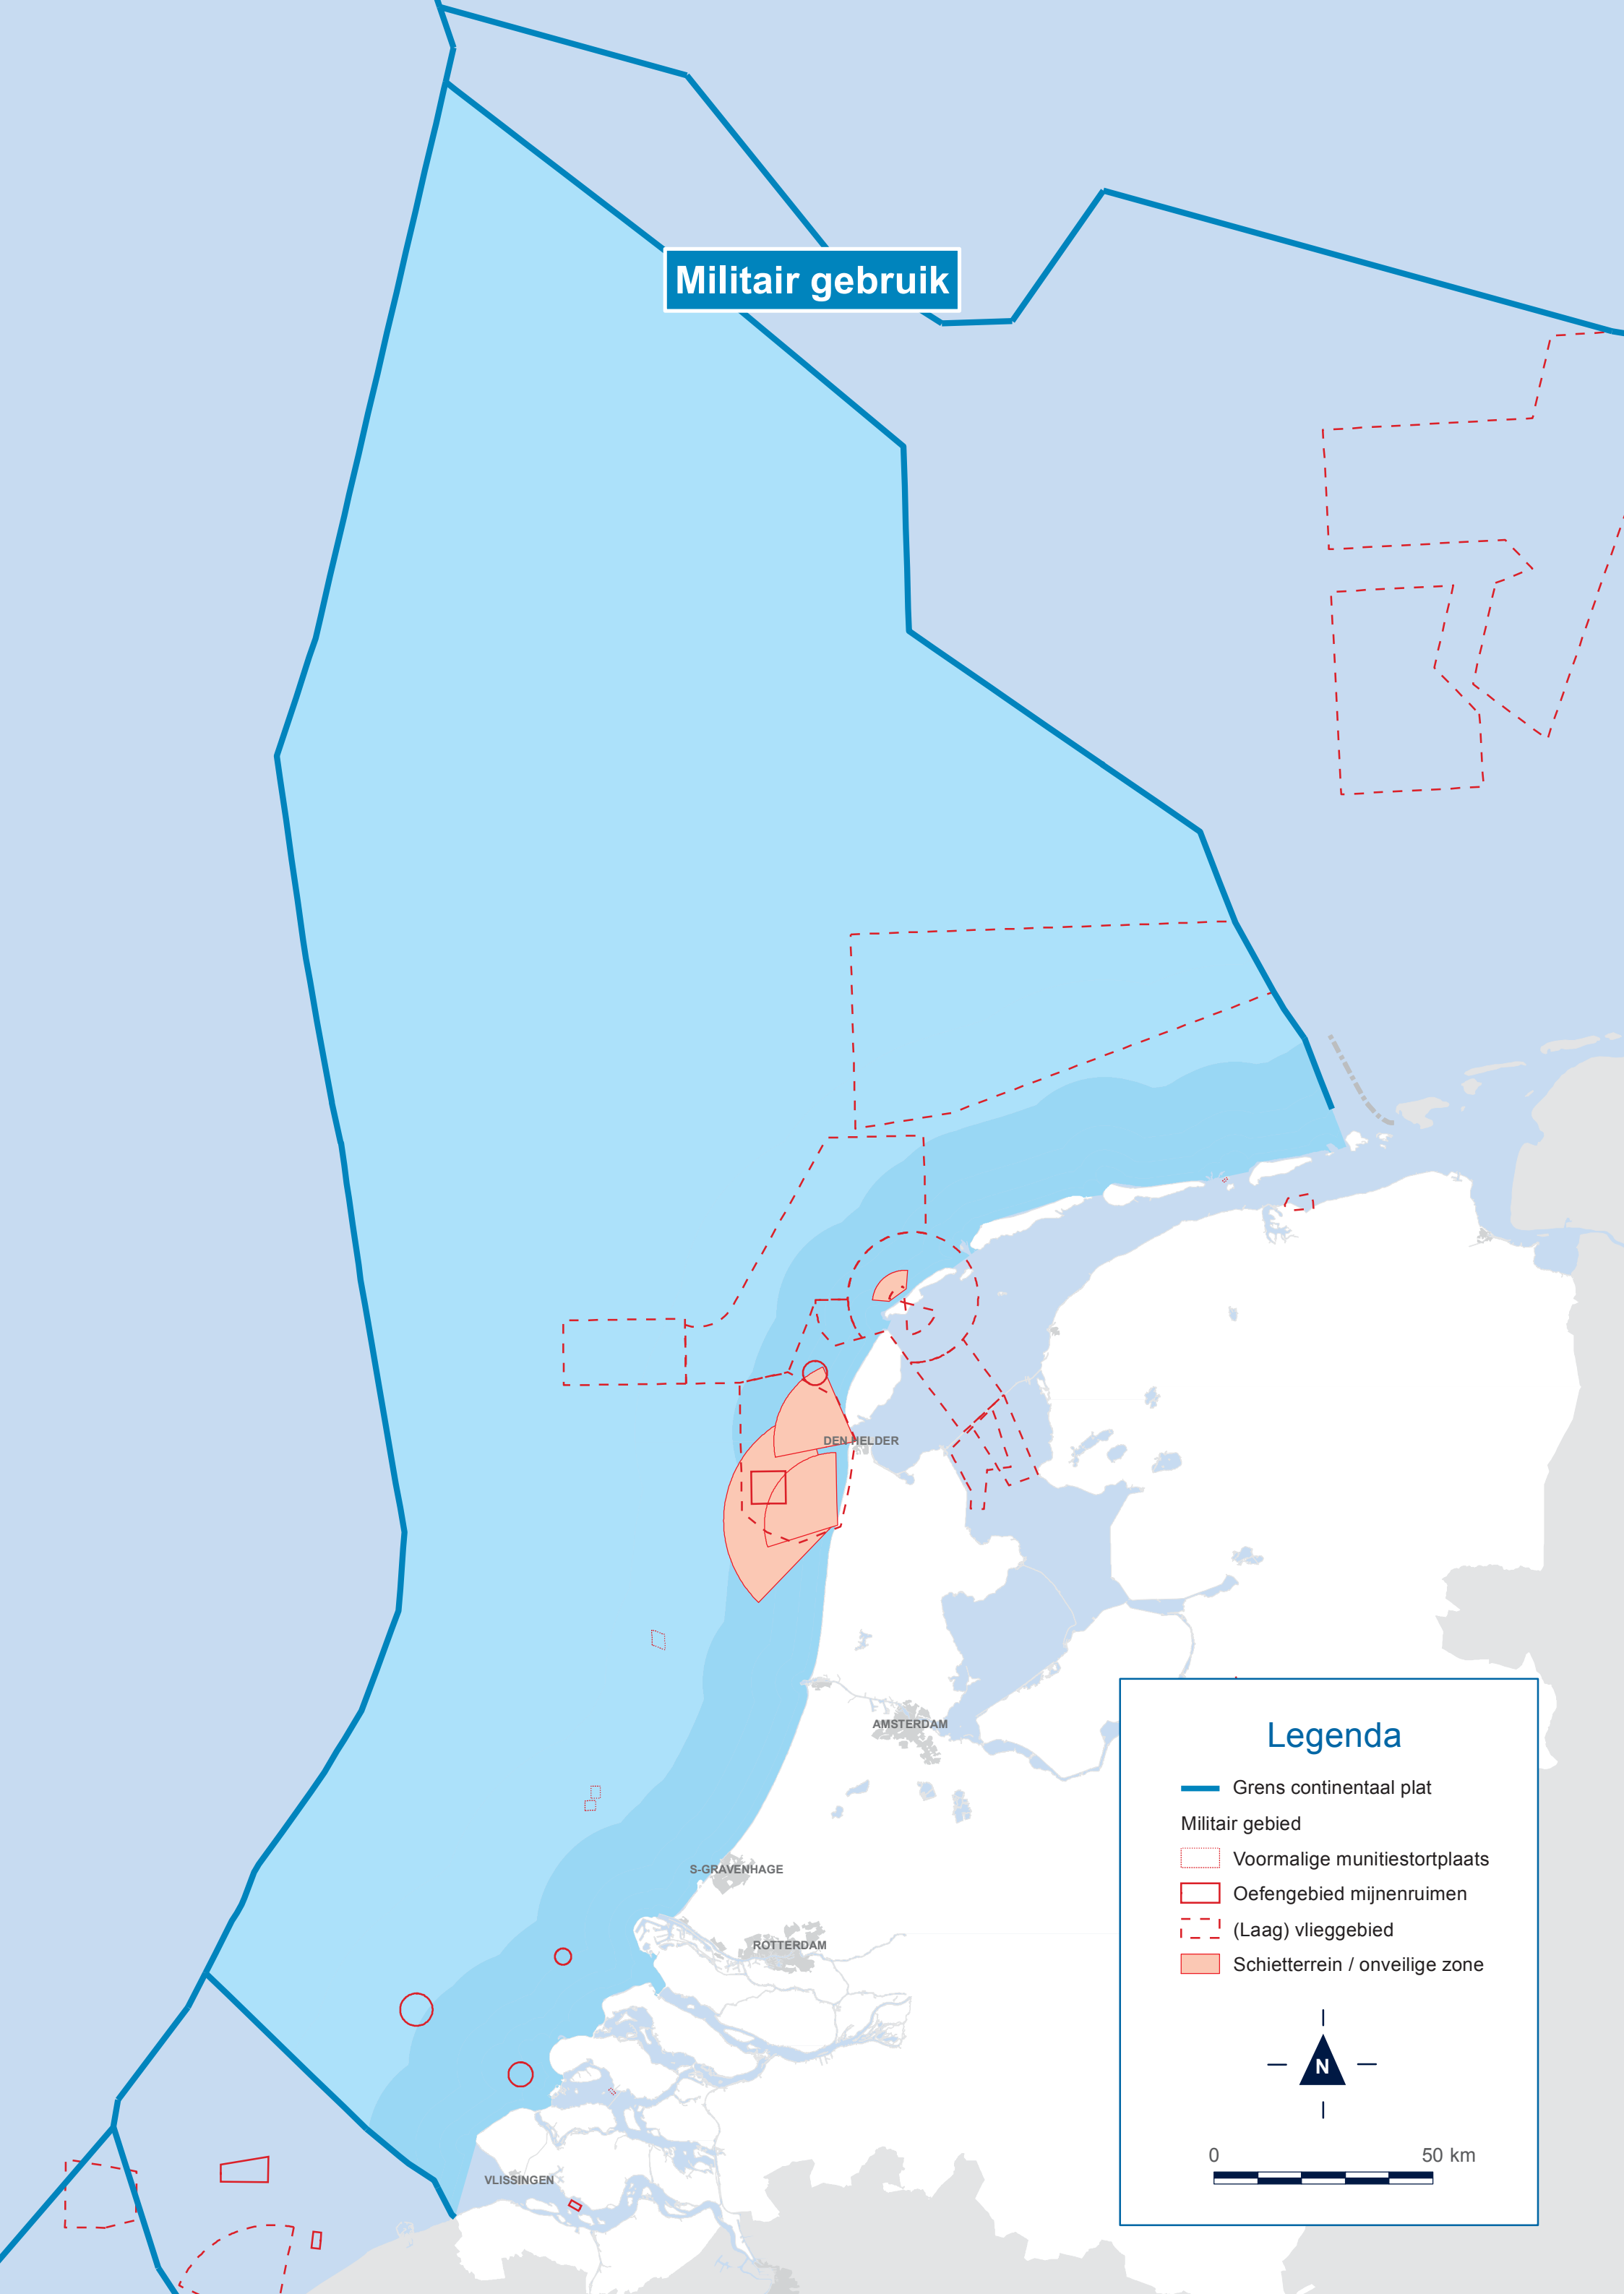 Militair gebruik
DEN HELDER
AMSTERDAM
S-GRAVENHAGE
ROTTERDAM
VLISSINGEN
Legenda
Grens continentaal plat
Militair gebied
Voormalige munitiestortplaats
Oefengebied mijnenruimen
(Laag) vlieggebied
Schietterrein / onveilige zone
N
0 50 km